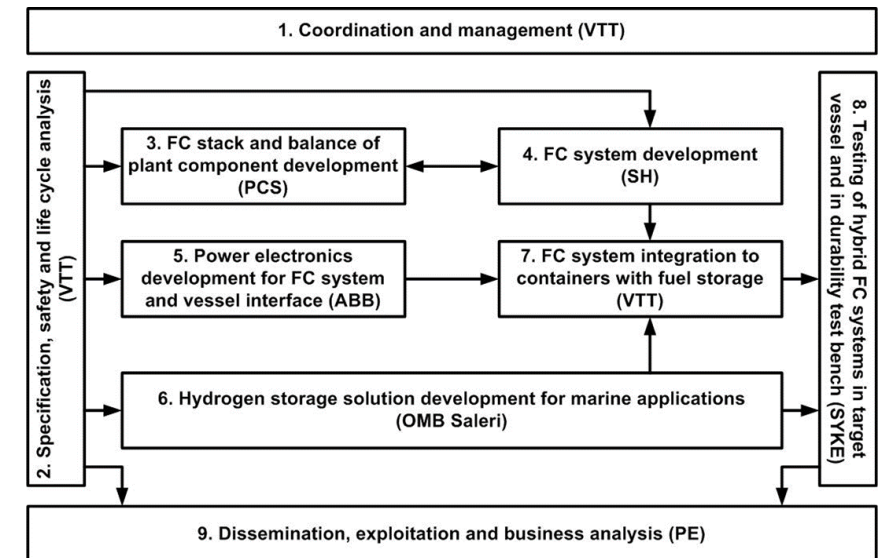 1. Coordination and management (VTT)
2. Specification, safety and life cycle analysis
(VTT)
3. FC stack and balance of
plant component development
(PCS)
4. FC system development
(SH)
5. Power electronics
development for FC system
and vessel interface (ABB)
7. FC system integration to
containers with fuel storage
(VTT)
6. Hydrogen storage solution development for marine applications
(OMB Saleri)
8. Testing of hybrid FC systems in target
vessel and in durability test bench (SYKE)
9. Dissemination, exploitation and business analysis (PE)